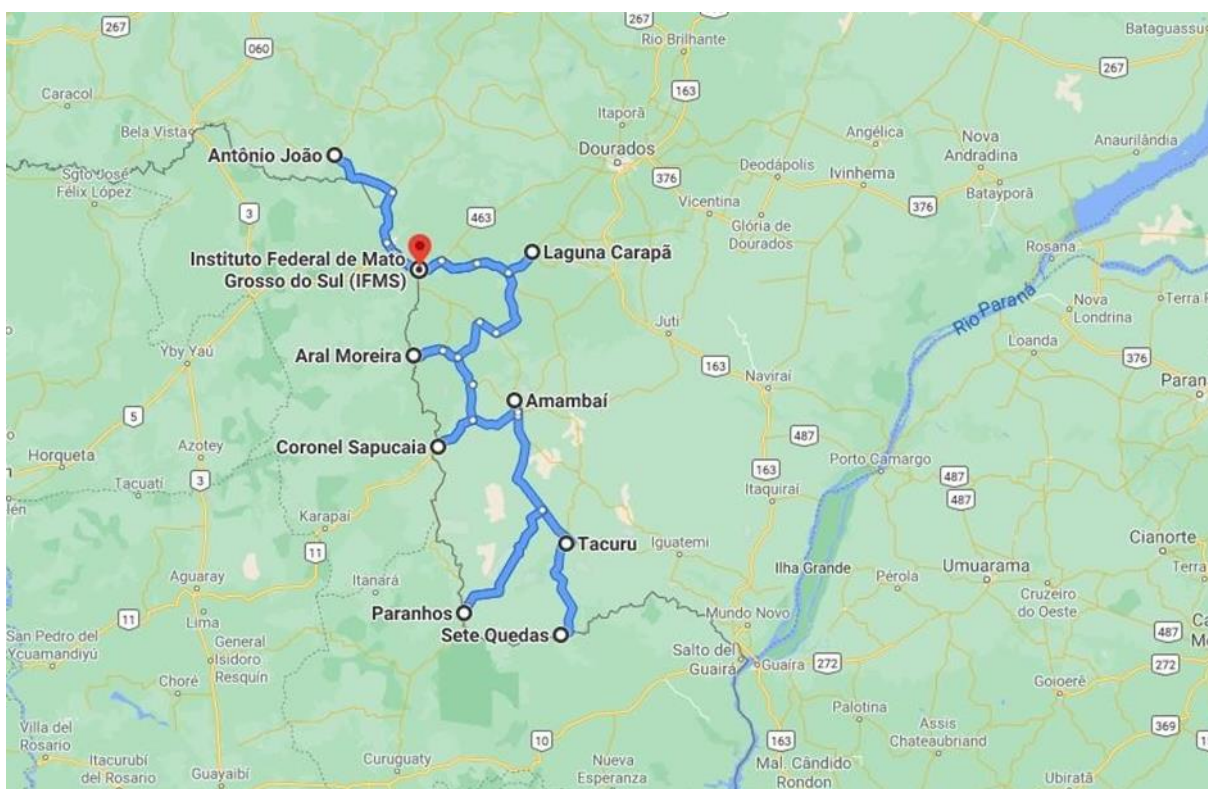 267
267
Bataguassu
060
Rio Brilhante
267
Caracol
163
Bela Vista
Itaporã
Angélica
Nova
Andradina
Anaurilândia
Antônio João
Dourados
Deodápolis
Ivinhema
Sgto José
Félix López
376
Batayporã
3
463
Vicentina
376
Glória de
Dourados
Instituto Federal de Mato
Grosso do Sul (IFMS)
Laguna Carapã
Rosana
Terra
Rio Paraná
Nova
Londrina
Juti
Loanda
Yby Yaú
Aral Moreira
163
376
Naviraí
Paran
5
Amambaí
487
Azotey
Coronel Sapucaia
Horqueta
Porto Camargo
487
Tacuatí
3
163
487
Itaquiraí
Karapaí
11
Tacuru
Iguatemi
Cianorte
Aguaray
Itanará
Ilha Grande
Pérola
Umuarama
Terra
11
Lima
Paranhos
Mundo Novo
Cruzeiro
do Oeste
San Pedro del
Ycuamandiyú
General
Isidoro
Resquín
Sete Quedas
487
Salto del
Guairá
Guaira
272
272
Choré
Goioerê
Palotina
Villa del
Rosario
10
163
Assis
Chateaubriand
369
Itacurubí
del Rosario
Guayaibí
Curuguaty
Nueva
Esperanza
Mal. Cândido
Rondon
Ubiratã